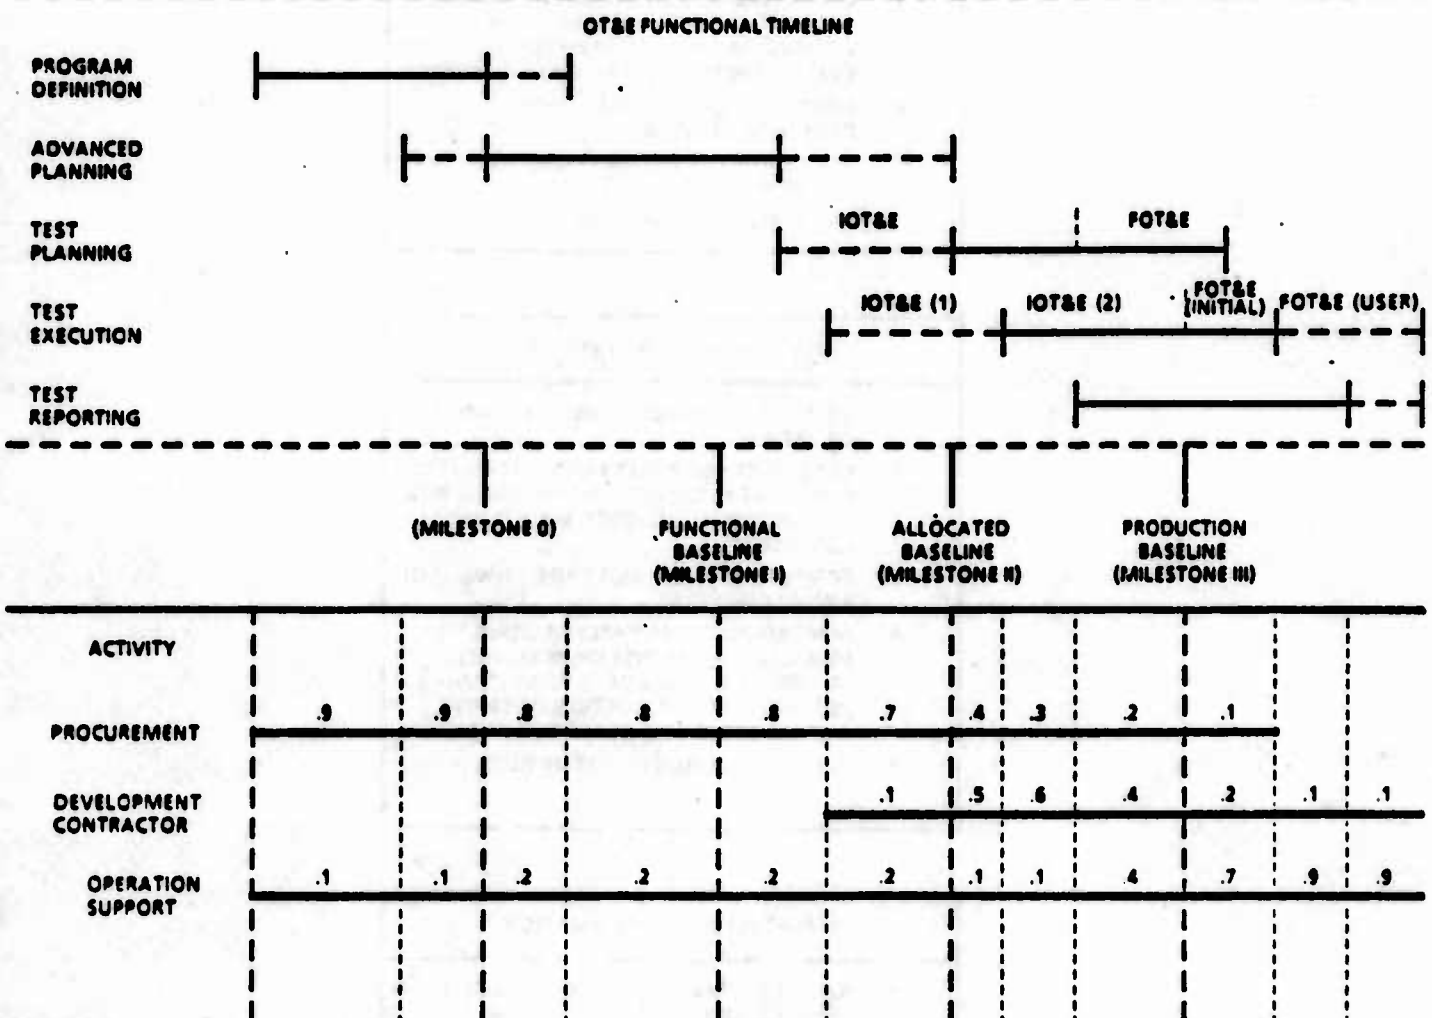 OT&E FUNCTIONAL TIMELINE
PROGRAM
DEFINITION
ADVANCED
PLANNING
TEST
PLANNING
IOT&E
FOT&E
TEST
EXECUTION
IOT&E (1)
IOT&E (2)
FOT&E
(INITIAL)
FOT&E (USER)
TEST
REPORTING
(MILESTONE 0)
FUNCTIONAL
BASELINE
(MILESTONE I)
ALLOCATED
BASELINE
(MILESTONE II)
PRODUCTION
BASELINE
(MILESTONE III)
ACTIVITY
PROCUREMENT .9 .9 .8 .8 .8 .7 .4 .3 .2 .1
DEVELOPMENT
CONTRACTOR
.1 .5 .6 .4 .2 .1 .1
OPERATION
SUPPORT
.1 .1 .2 .2 .2 .2 .1 .1 .4 .7 .9 .9